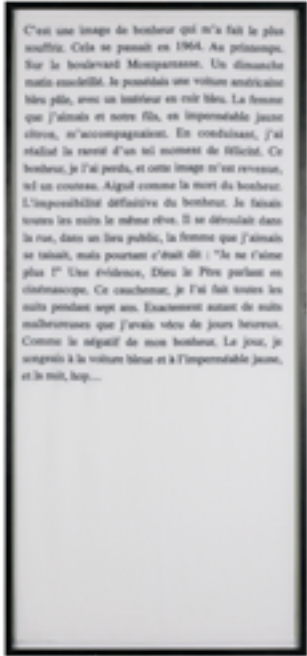 C'est une image de bonheur qui m'a fait le plus
souffrir. Cela se passait en 1964. Au printemps.
Sur le boulevard Montparnasse. Un dimanche
matin ensoleillé. Je possédais une voiture américaine
bleu pâle, avec un intérieur en cuir bleu. La femme
que j'aimais et notre fils, en imperméable jaune
citron, m'accompagnaient. En conduisant, j'ai
réalisé la rareté d'un tel moment de félicité. Ce
bonheur, je l'ai perdu, et cette image m'est revenue,
tel un couteau. Aiguë comme la mort du bonheur.
L'impossibilité définitive du bonheur. Je faisais
toutes les nuits le même rêve. Il se déroulait dans
la rue, dans un lieu public, la femme que j'aimais
se taisait, mais pourtant c'était dit : "Je ne t'aime
plus !" Une évidence, Dieu le Père parlant en
cinémascope. Ce cauchemar, je l'ai fait toutes les
nuits pendant sept ans. Exactement autant de nuits
malheureuses que j'avais vécu de jours heureux.
Comme le négatif de mon bonheur. Le jour, je
songeais à la voiture bleue et à l'imperméable jaune,
et la nuit, hop...